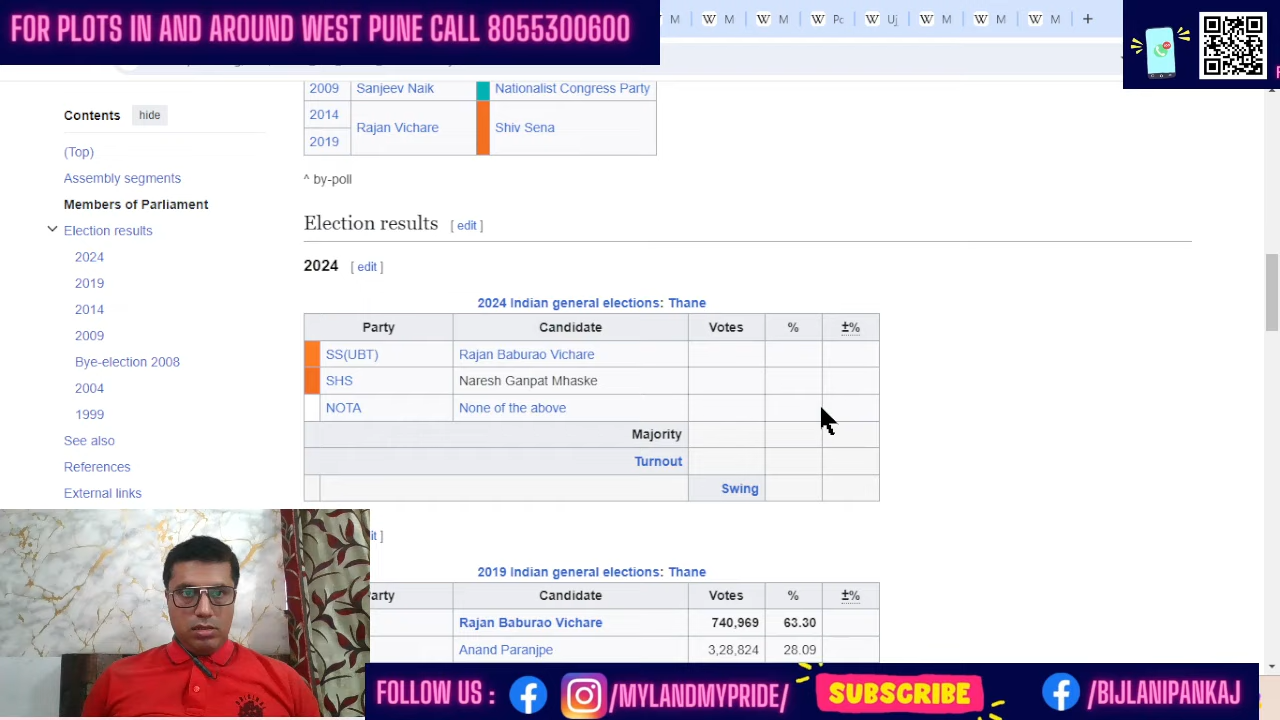 FOR PLOTS IN AND AROUND WEST PUNE CALL 8055300600
W M W M W M W Pc W Uj W M W M W M +
Contents hide
(Top)
Assembly segments
Members of Parliament
Election results
2024
2019
2014
2009
Bye-election 2008
2004
1999
See also
References
External links
2009 Sanjeev Naik Nationalist Congress Party
2014 Rajan Vichare Shiv Sena
2019
^ by-poll
Election results [ edit ]
2024 [ edit ]
2024 Indian general elections: Thane
Party Candidate Votes % ±%
SS(UBT) Rajan Baburao Vichare
SHS Naresh Ganpat Mhaske
NOTA None of the above
Majority
Turnout
Swing
2019 Indian general elections: Thane
Candidate Votes % ±%
Rajan Baburao Vichare 740,969 63.30
Anand Paranjpe 3,28,824 28.09
FOLLOW US : /MYLANDMYPRIDE/ SUBSCRIBE /BIJLANIPANKAJ